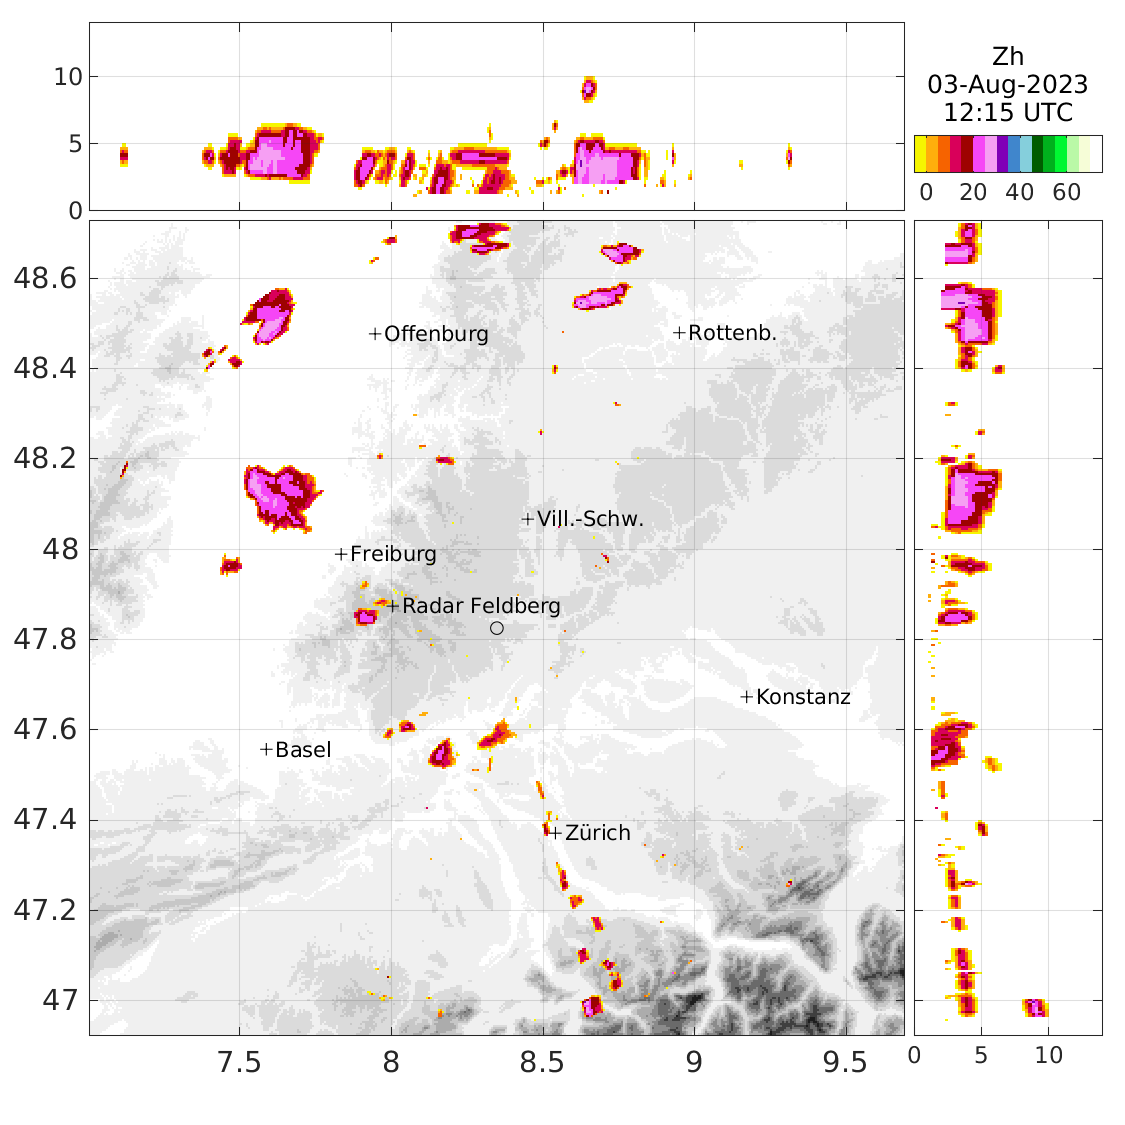 10
5
0
Zh
03-Aug-2023
12:15 UTC
0 20 40 60
48.6
48.4
48.2
48
47.8
47.6
47.4
47.2
47
+Offenburg
+Rottenb.
+Vill.-Schw.
+Freiburg
+Radar Feldberg
+Konstanz
+Basel
+Zürich
7.5 8 8.5 9 9.5
0 5 10